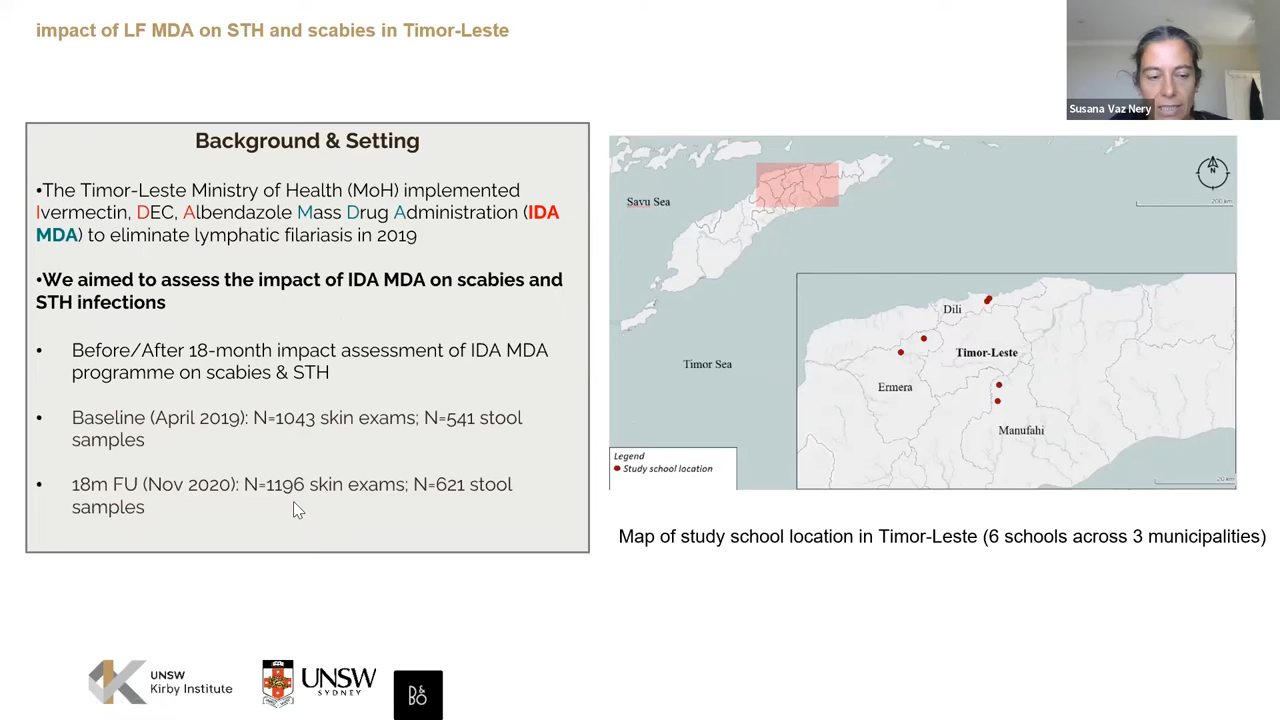 impact of LF MDA on STH and scabies in Timor-Leste
Susana Vaz Nery
Background & Setting
•The Timor-Leste Ministry of Health (MoH) implemented
Ivermectin, DEC, Albendazole Mass Drug Administration (IDA
MDA) to eliminate lymphatic filariasis in 2019
•We aimed to assess the impact of IDA MDA on scabies and
STH infections
• Before/After 18-month impact assessment of IDA MDA
programme on scabies & STH
• Baseline (April 2019): N=1043 skin exams; N=541 stool
samples
• 18m FU (Nov 2020): N=1196 skin exams; N=621 stool
samples
Savu Sea
N
200 km
Timor Sea
Dili
Timor-Leste
Ermera
Manufahi
Legend
Study school location
20 km
Map of study school location in Timor-Leste (6 schools across 3 municipalities)
UNSW
Kirby Institute
UNSW
SYDNEY
D&
BO